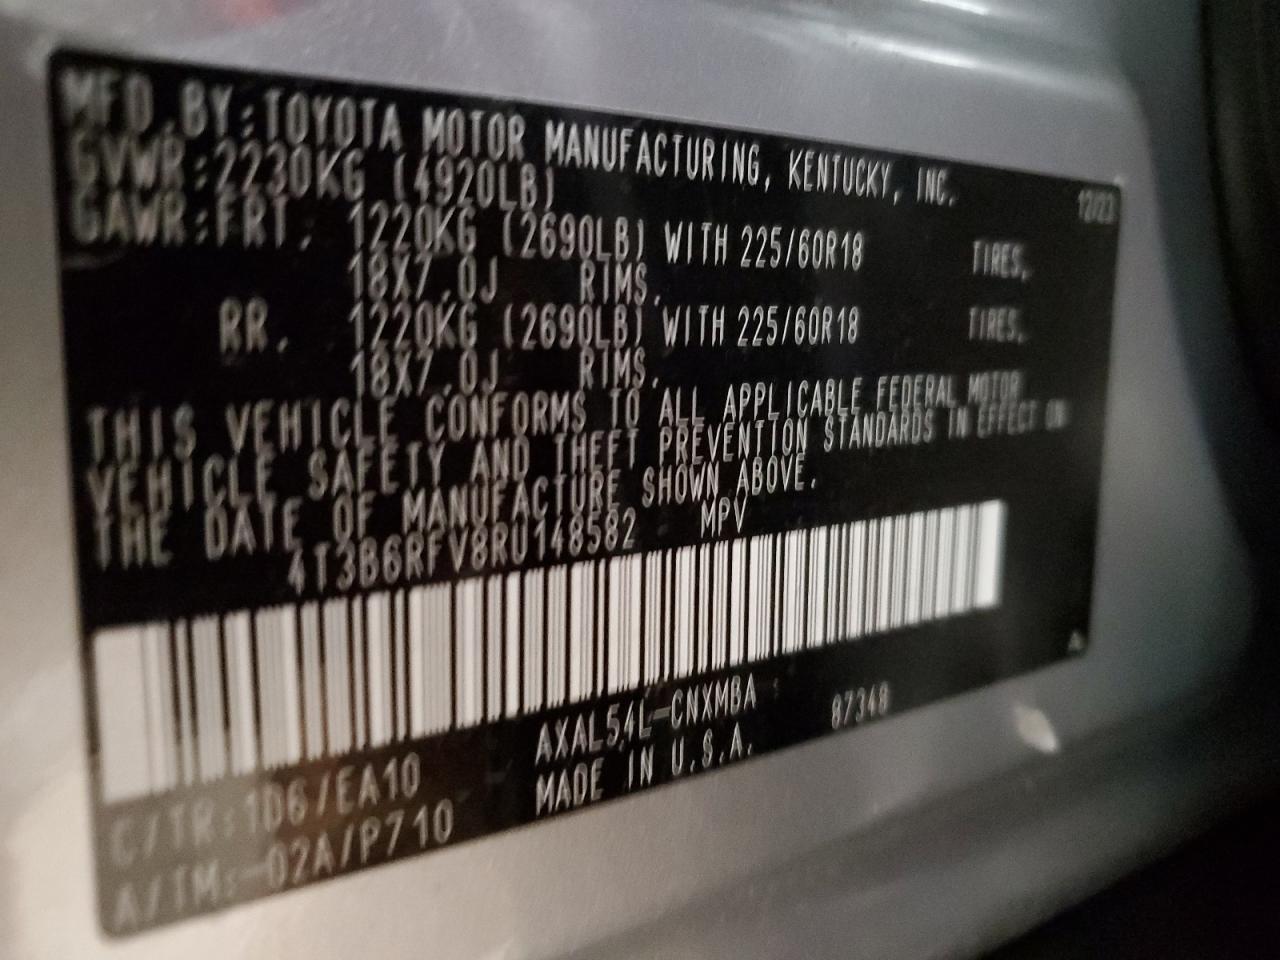 MFD. BY:TOYOTA MOTOR MANUFACTURING, KENTUCKY, INC. 12/23
GVWR:2230KG (4920LB)
GAWR:FRT. 1220KG (2690LB) WITH 225/60R18 TIRES,
18X7.0J RIMS,
RR. 1220KG (2690LB) WITH 225/60R18 TIRES,
18X7.0J RIMS,
THIS VEHICLE CONFORMS TO ALL APPLICABLE FEDERAL MOTOR
VEHICLE SAFETY AND THEFT PREVENTION STANDARDS IN EFFECT ON
THE DATE OF MANUFACTURE SHOWN ABOVE.
4T3B6RFV8RU148582 MPV
A
C/TR:1D6/EA10 AXAL54L-CNXMBA 87348
A/TM:-02A/P710 MADE IN U.S.A.